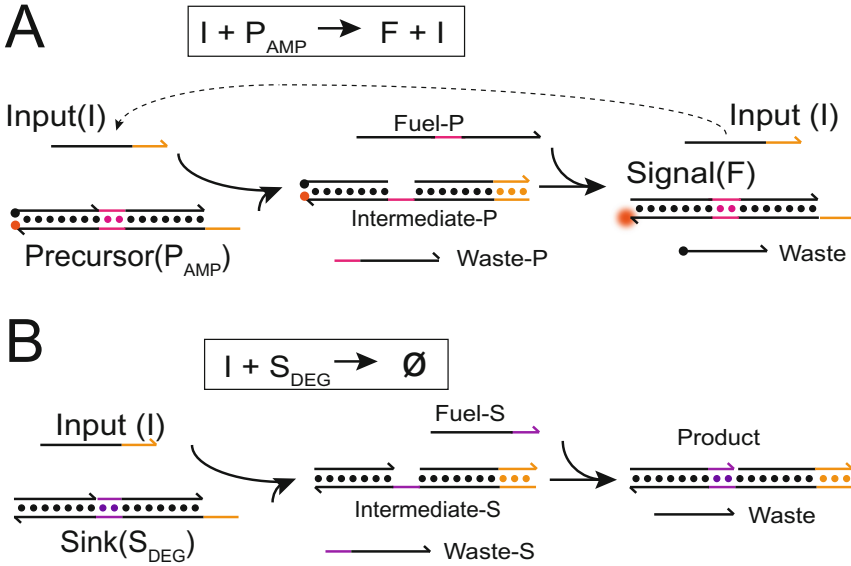 A
I + P_AMP → F + I
Input(I)
Fuel-P
Input (I)
Signal(F)
Intermediate-P
Precursor(P_AMP)
Waste-P
Waste
B
I + S_DEG → Ø
Input (I)
Fuel-S
Product
Intermediate-S
Waste
Sink(S_DEG)
Waste-S